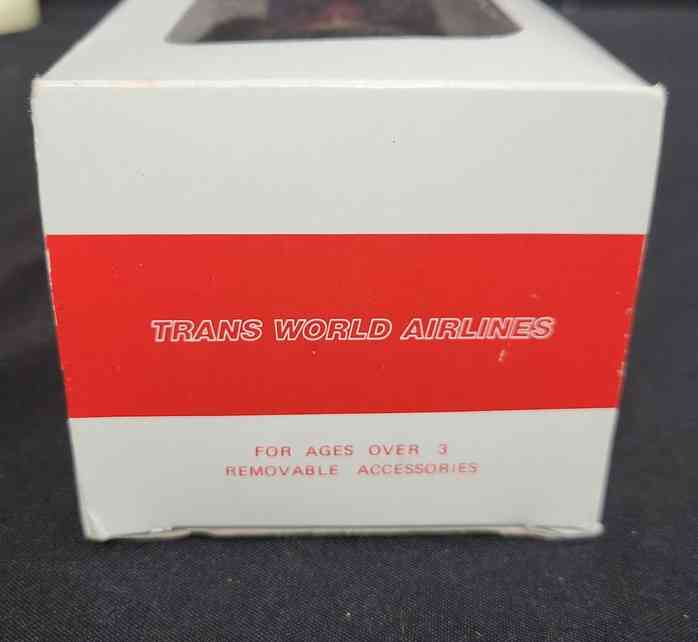 TRANS WORLD AIRLINES
FOR AGES OVER 3
REMOVABLE ACCESSORIES